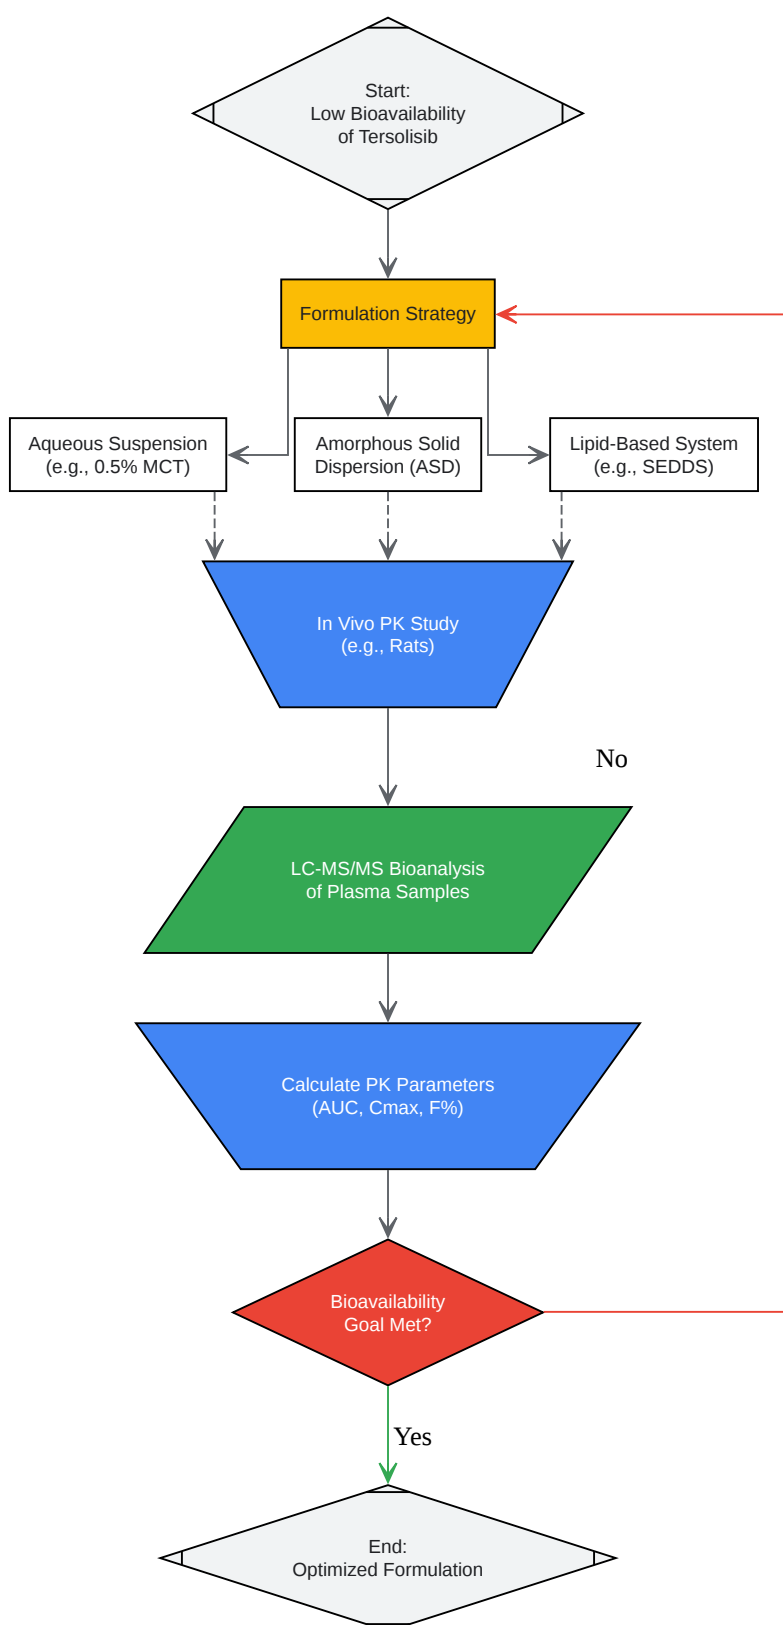 Start:
Low Bioavailability
of Tersolisib
Formulation Strategy
Aqueous Suspension
(e.g., 0.5% MCT)
Amorphous Solid
Dispersion (ASD)
Lipid-Based System
(e.g., SEDDS)
In Vivo PK Study
(e.g., Rats)
No
LC-MS/MS Bioanalysis
of Plasma Samples
Calculate PK Parameters
(AUC, Cmax, F%)
Bioavailability
Goal Met?
Yes
End:
Optimized Formulation